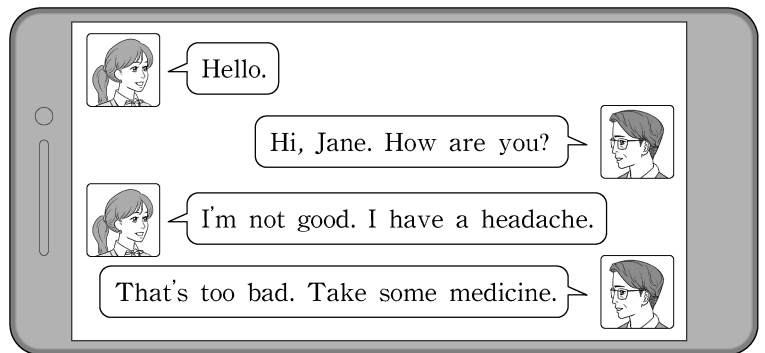 Hello.
Hi, Jane. How are you?
I'm not good. I have a headache.
That's too bad. Take some medicine.